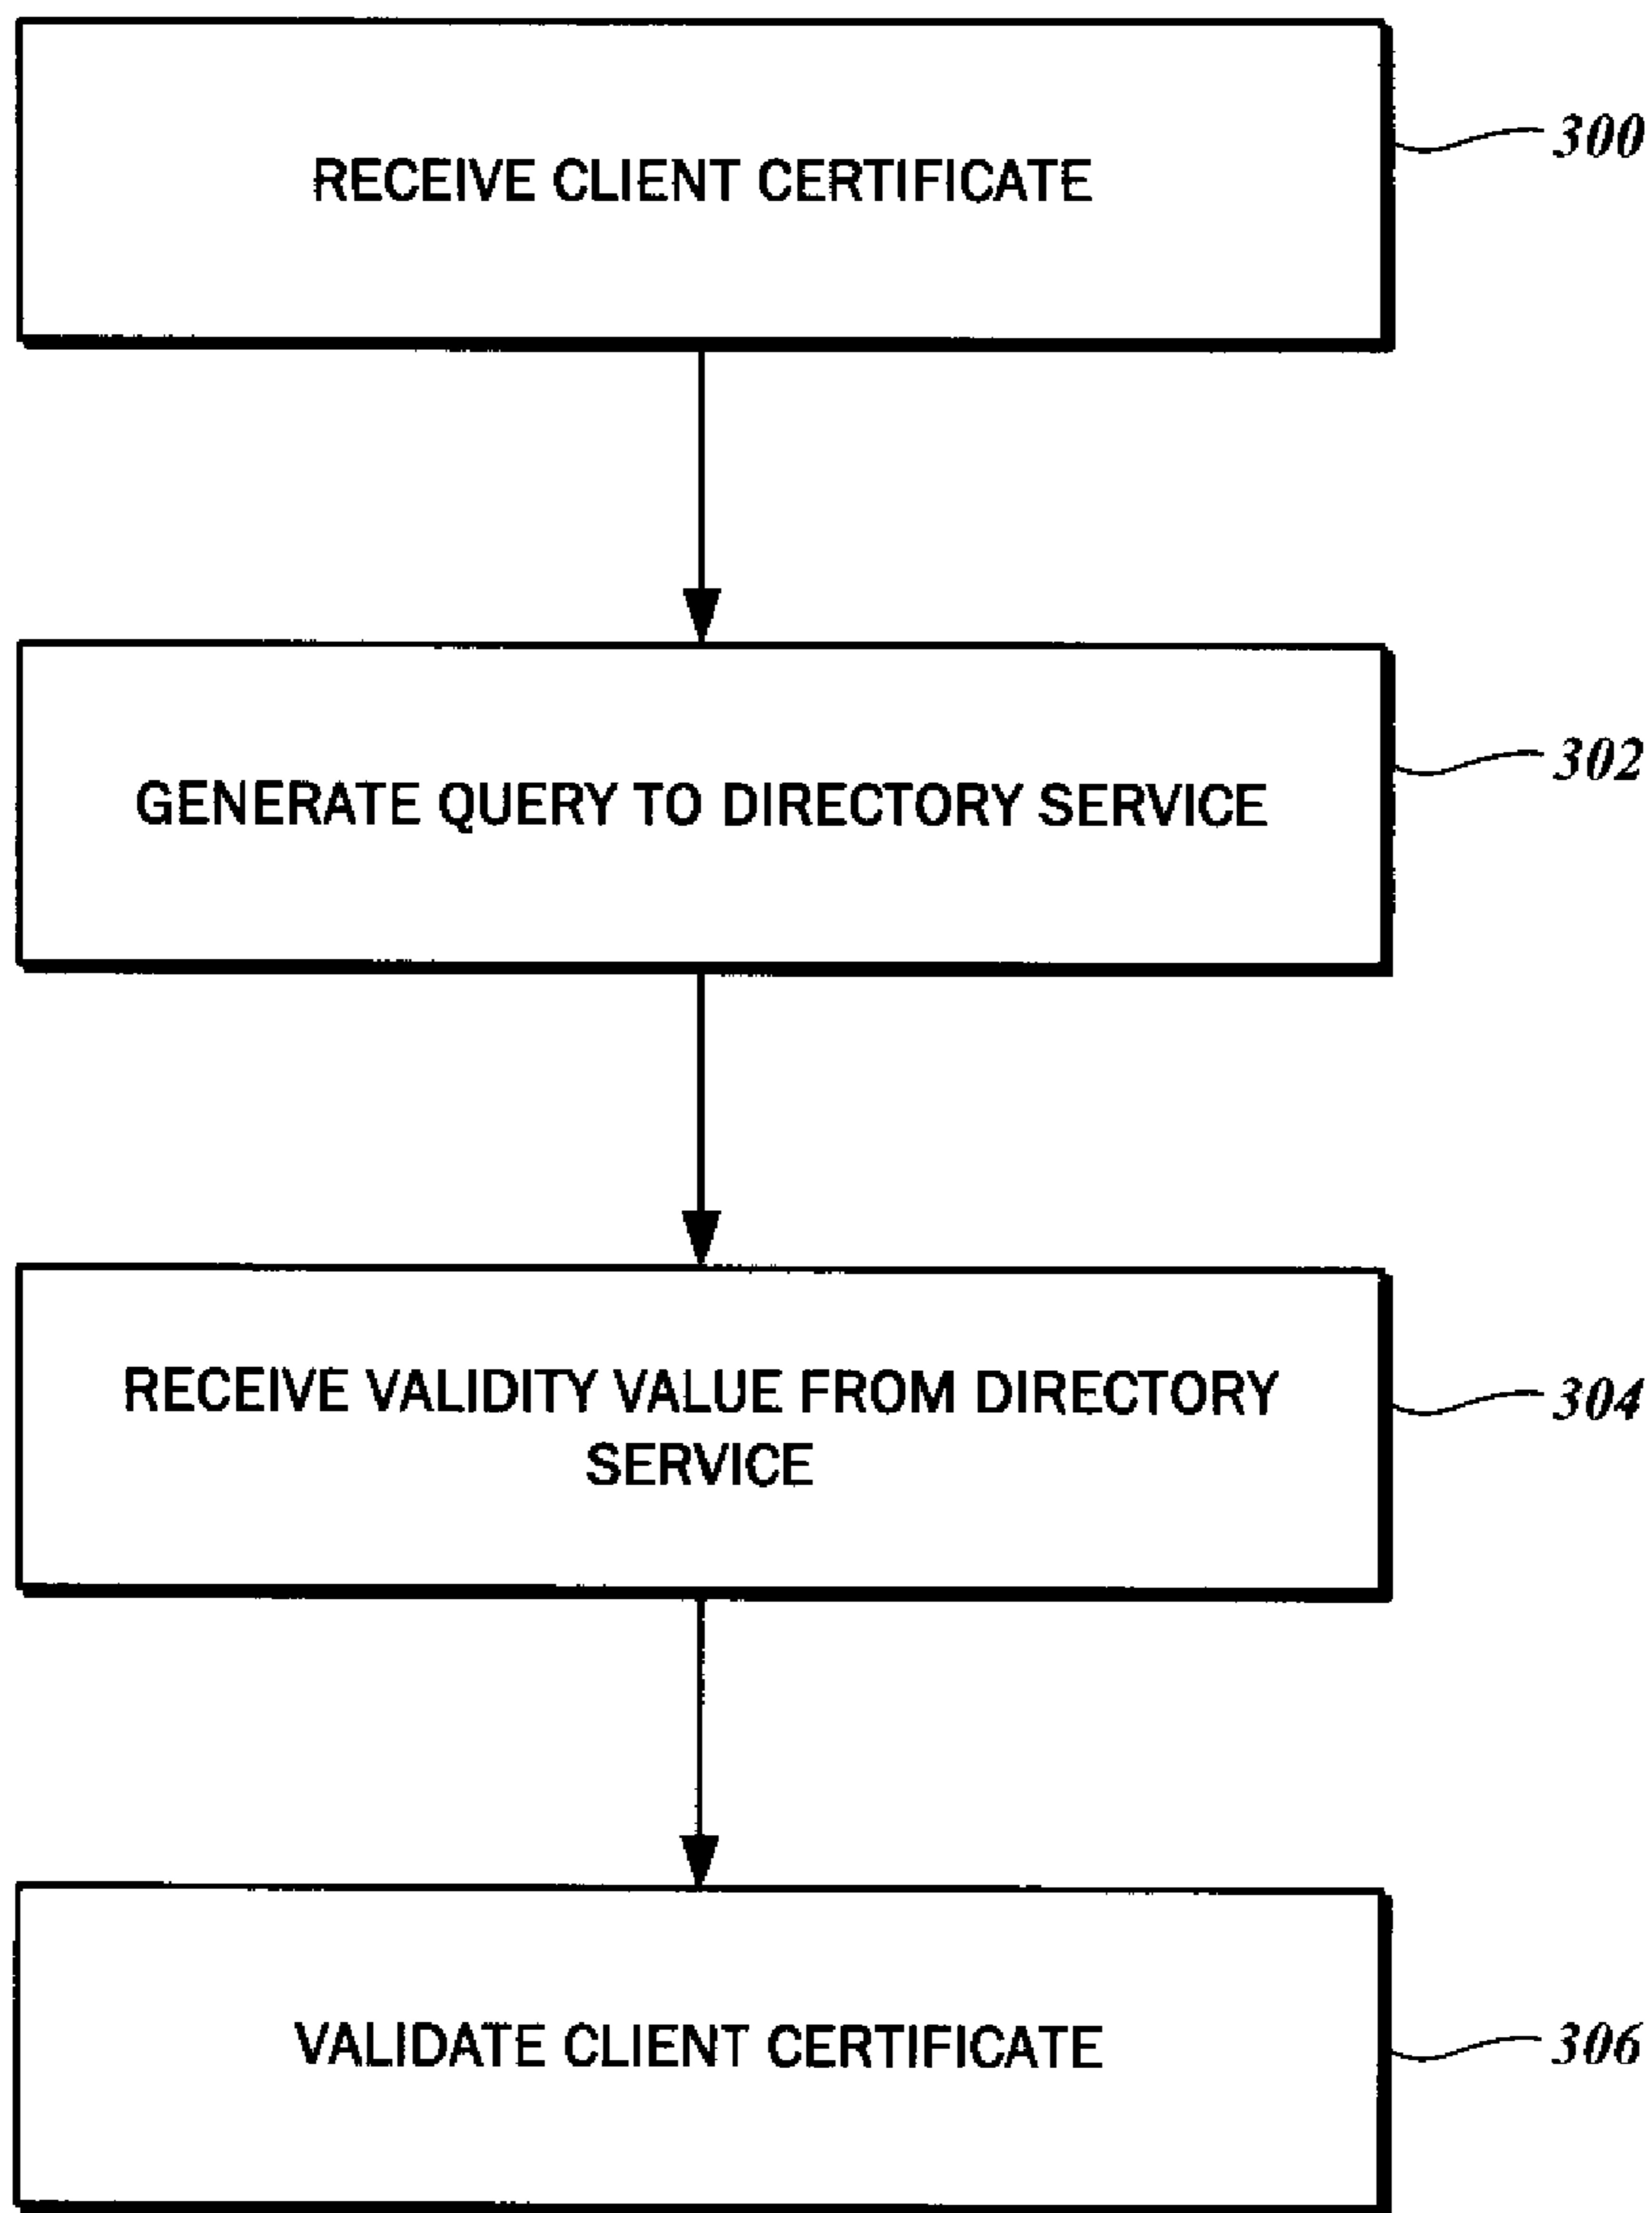 RECEIVE CLIENT CERTIFICATE
300
GENERATE QUERY TO DIRECTORY SERVICE
302
RECEIVE VALIDITY VALUE FROM DIRECTORY
SERVICE
304
VALIDATE CLIENT CERTIFICATE
306